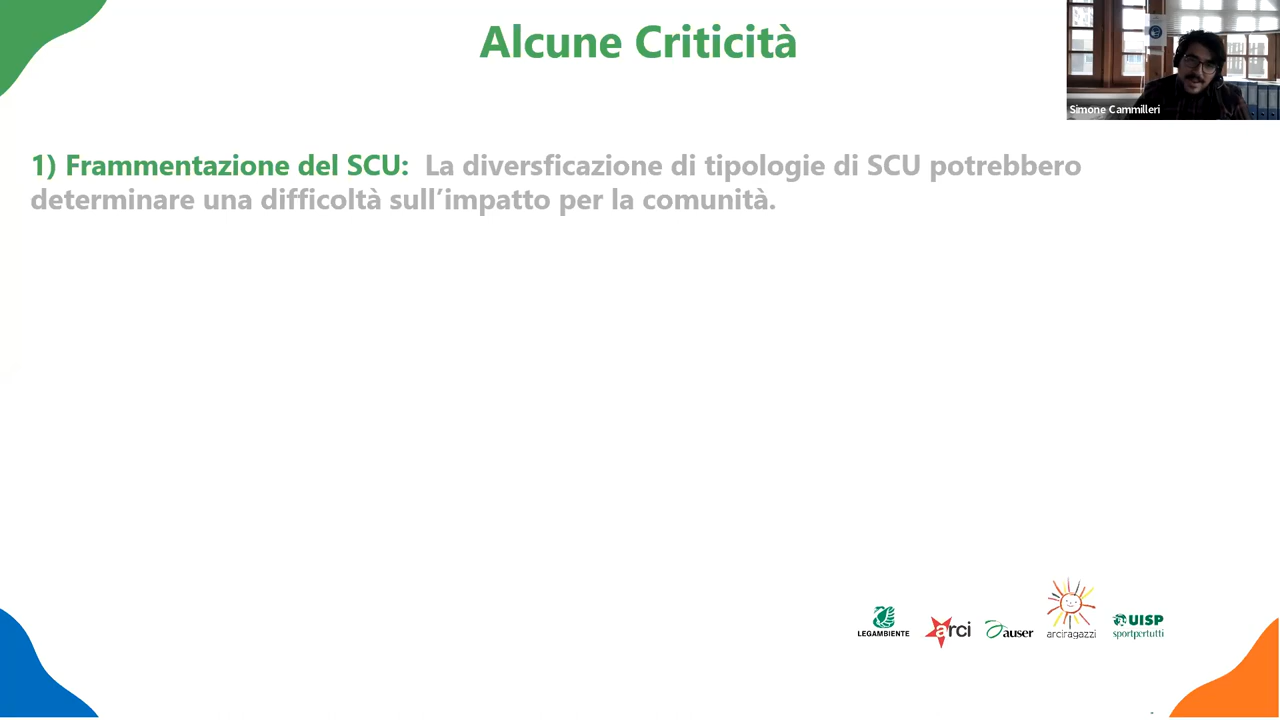 Alcune Criticità
Simone Cammilleri
1) Frammentazione del SCU: La diversficazione di tipologie di SCU potrebbero
determinare una difficoltà sull’impatto per la comunità.
LEGAMBIENTE
arci
auser
arciragazzi
UISP
sportpertutti